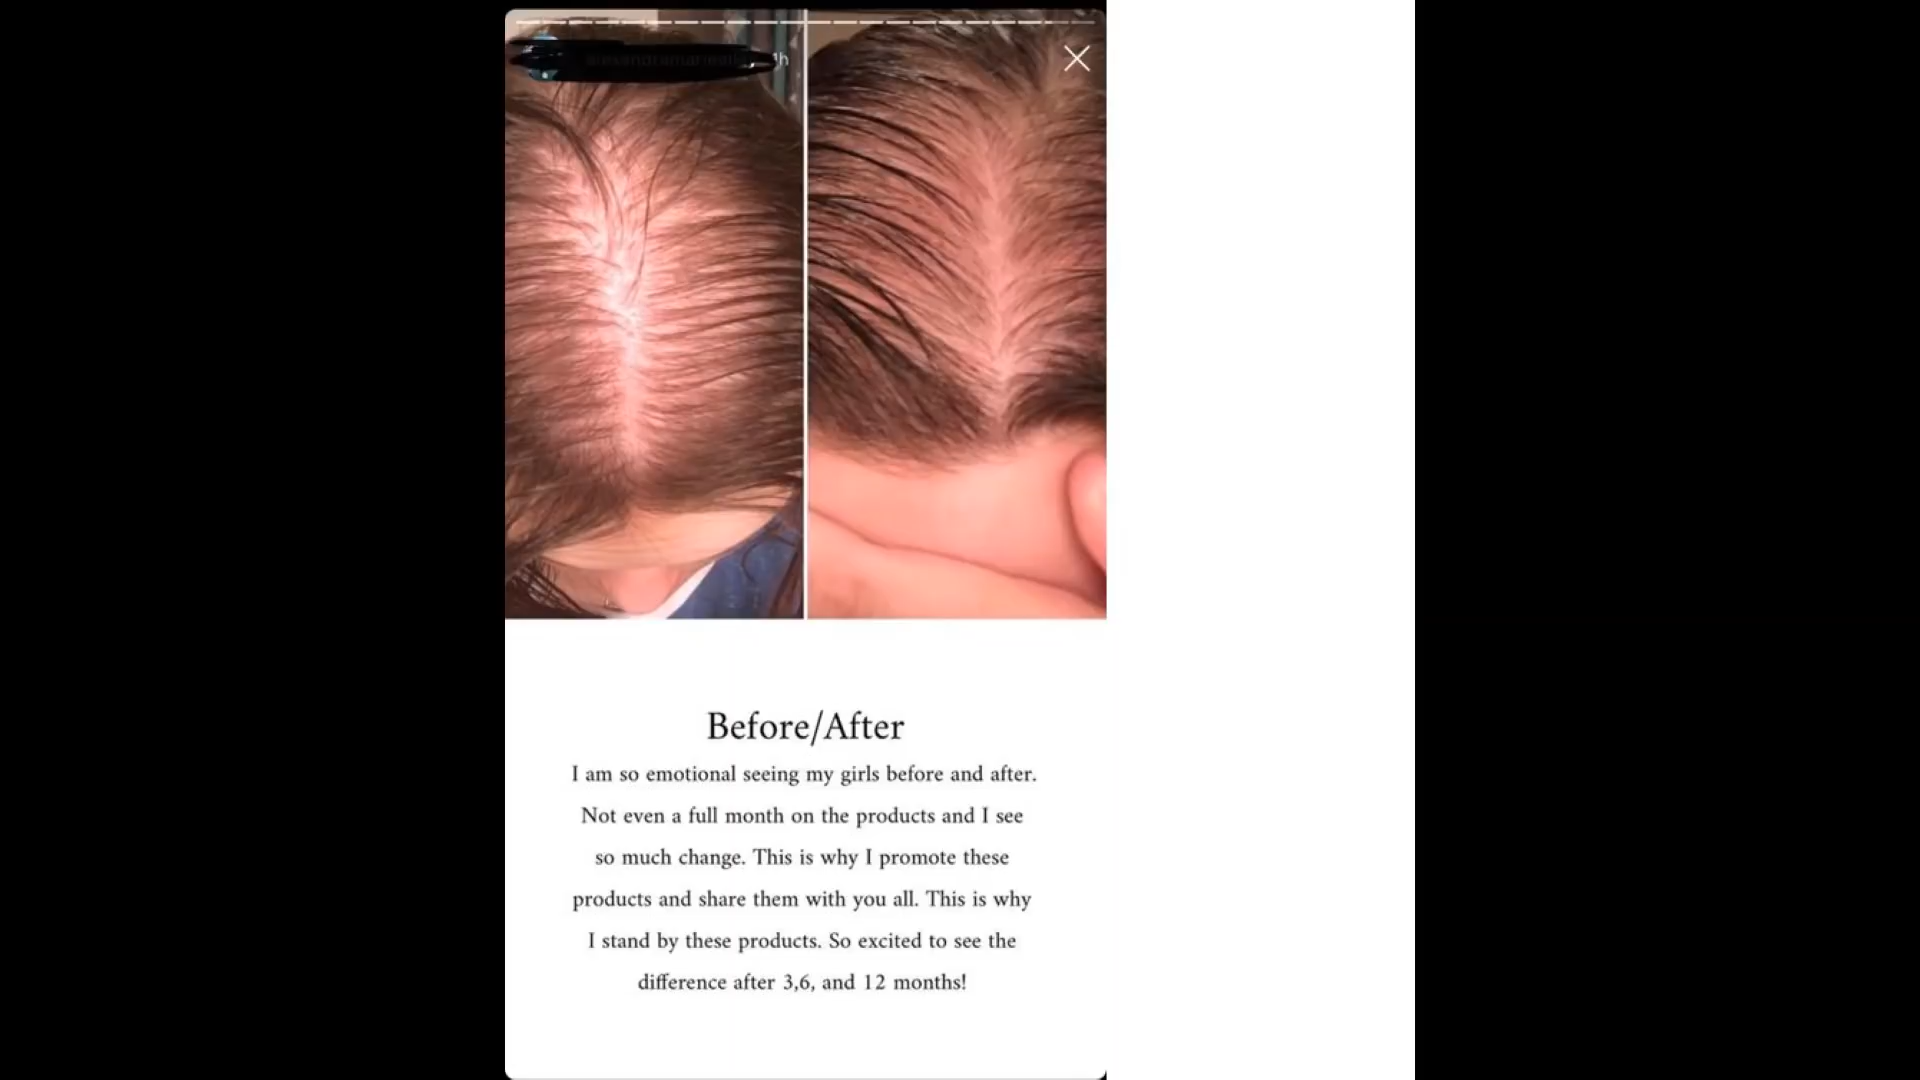 Before/After
I am so emotional seeing my girls before and after.
Not even a full month on the products and I see
so much change. This is why I promote these
products and share them with you all. This is why
I stand by these products. So excited to see the
difference after 3,6, and 12 months!